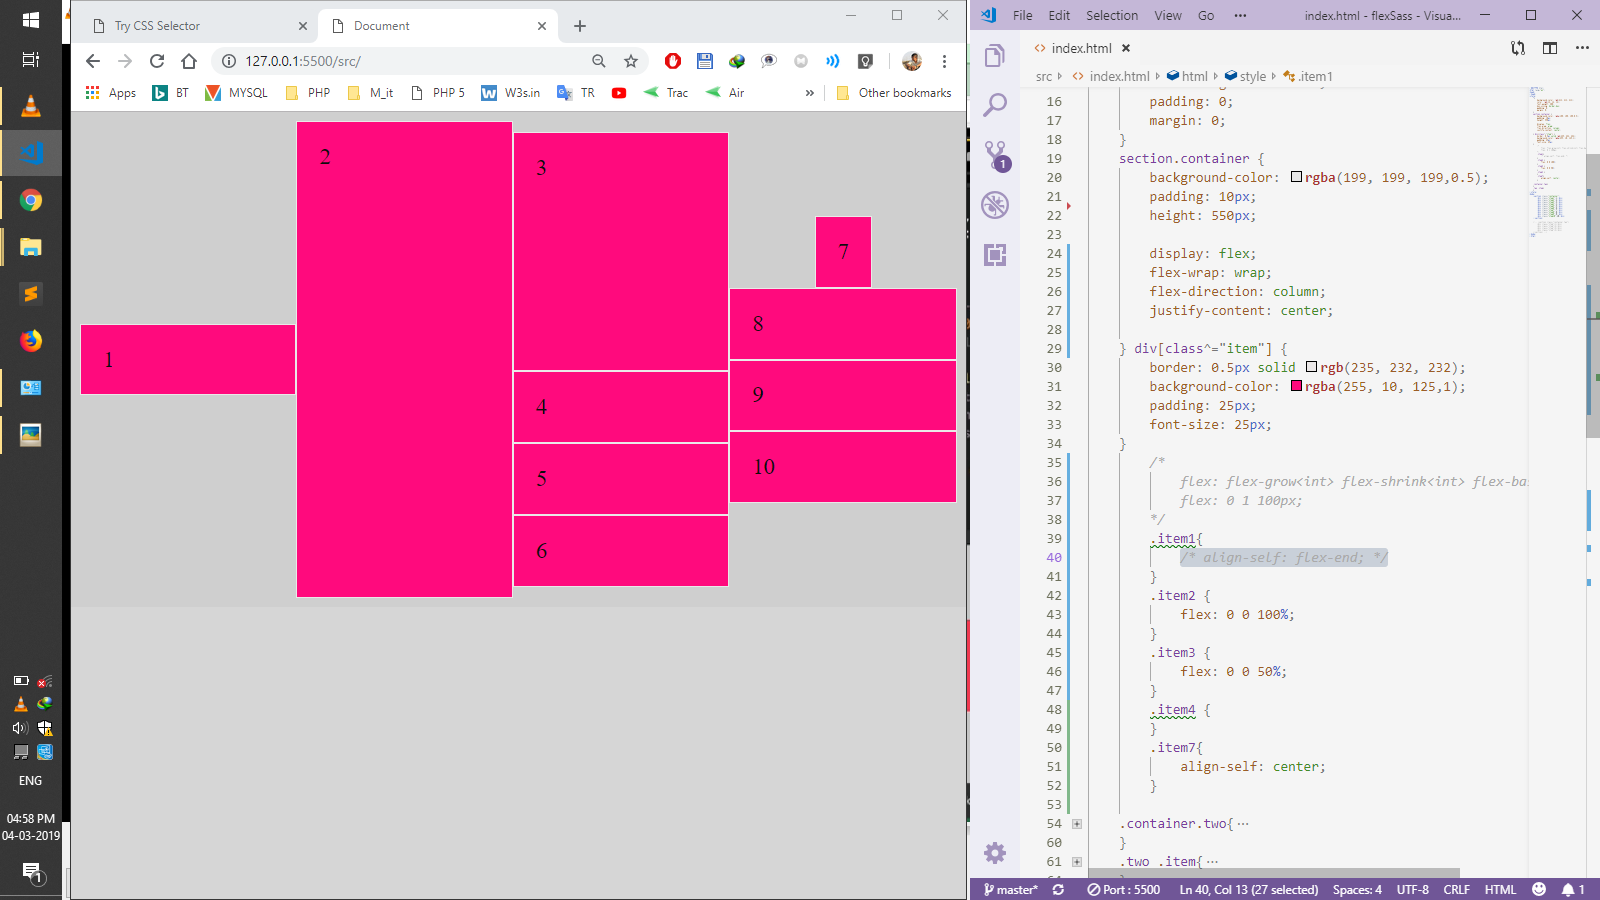 Try CSS Selector
Document
127.0.0.1:5500/src/
Apps
BT
MYSQL
PHP
M_it
PHP 5
W3s.in
TR
Trac
Air
»
Other bookmarks
1
2
3
4
5
6
7
8
9
10
ENG
04:58 PM
04-03-2019
1
File Edit Selection View Go ··· index.html - flexSass - Visua...
index.html
src index.html html style .item1
16 padding: 0;
17 margin: 0;
18 }
19 section.container {
20 background-color: rgba(199, 199, 199,0.5);
21 padding: 10px;
22 height: 550px;
23
24 display: flex;
25 flex-wrap: wrap;
26 flex-direction: column;
27 justify-content: center;
28
29 } div[class^="item"] {
30 border: 0.5px solid rgb(235, 232, 232);
31 background-color: rgba(255, 10, 125,1);
32 padding: 25px;
33 font-size: 25px;
34 }
35 /*
36 flex: flex-grow<int> flex-shrink<int> flex-ba
37 flex: 0 1 100px;
38 */
39 .item1{
40 /* align-self: flex-end; */
41 }
42 .item2 {
43 flex: 0 0 100%;
44 }
45 .item3 {
46 flex: 0 0 50%;
47 }
48 .item4 {
49 }
50 .item7{
51 align-self: center;
52 }
53
54 .container.two{ ···
60 }
61 .two .item{ ···
1
master* Port : 5500 Ln 40, Col 13 (27 selected) Spaces: 4 UTF-8 CRLF HTML 1